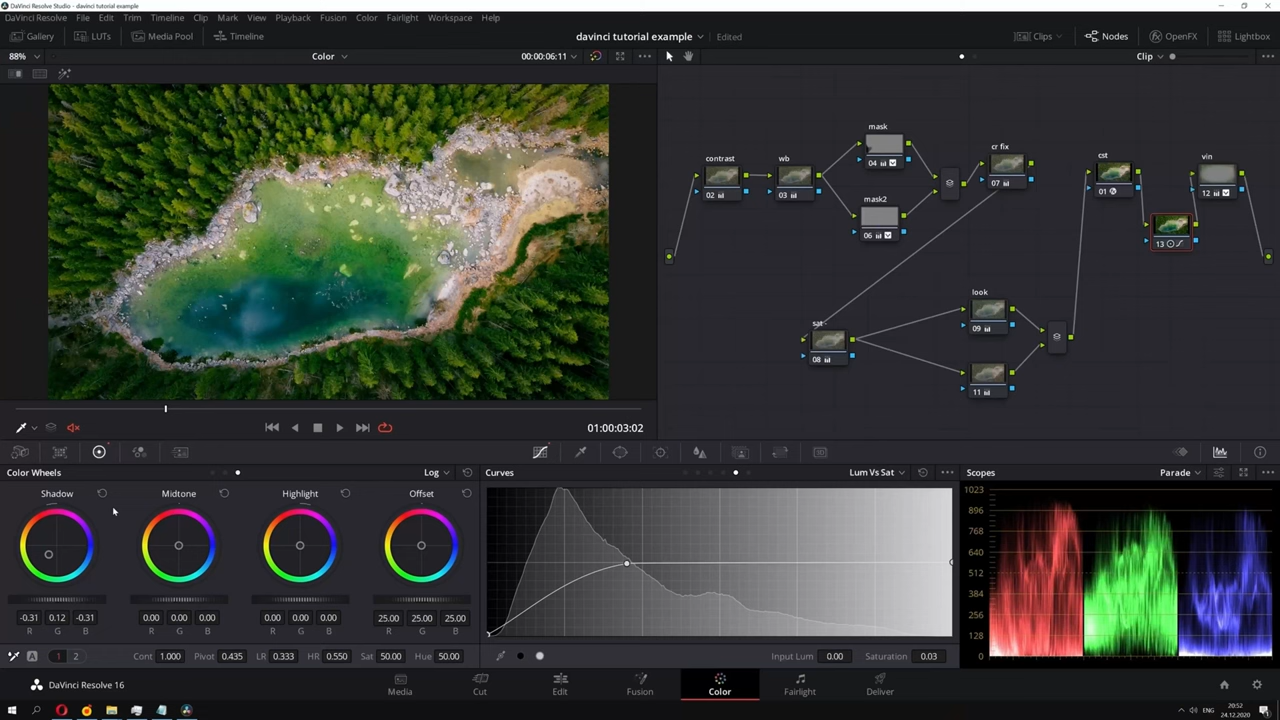 DaVinci Resolve Studio - davinci tutorial example
DaVinci Resolve File Edit Trim Timeline Clip Mark View Playback Fusion Color Fairlight Workspace Help
Gallery LUTs Media Pool Timeline davinci tutorial example Edited Clips Nodes OpenFX Lightbox
88% Color 00:00:06:11 Clip
mask
contrast wb cr fix cst vin
04
02 03 07 01 12
mask2
06 13
look
sat
09
08
11
01:00:03:02
Color Wheels Log Curves Lum Vs Sat Scopes Parade
Shadow Midtone Highlight Offset
1023
896
768
640
512
384
256
128
0
-0.31 0.12 -0.31 0.00 0.00 0.00 0.00 0.00 0.00 25.00 25.00 25.00
R G B R G B R G B R G B
A 1 2 Cont 1.000 Pivot 0.435 LR 0.333 HR 0.550 Sat 50.00 Hue 50.00 Input Lum 0.00 Saturation 0.03
DaVinci Resolve 16 Media Cut Edit Fusion Color Fairlight Deliver
ENG 20:52
24.12.2020